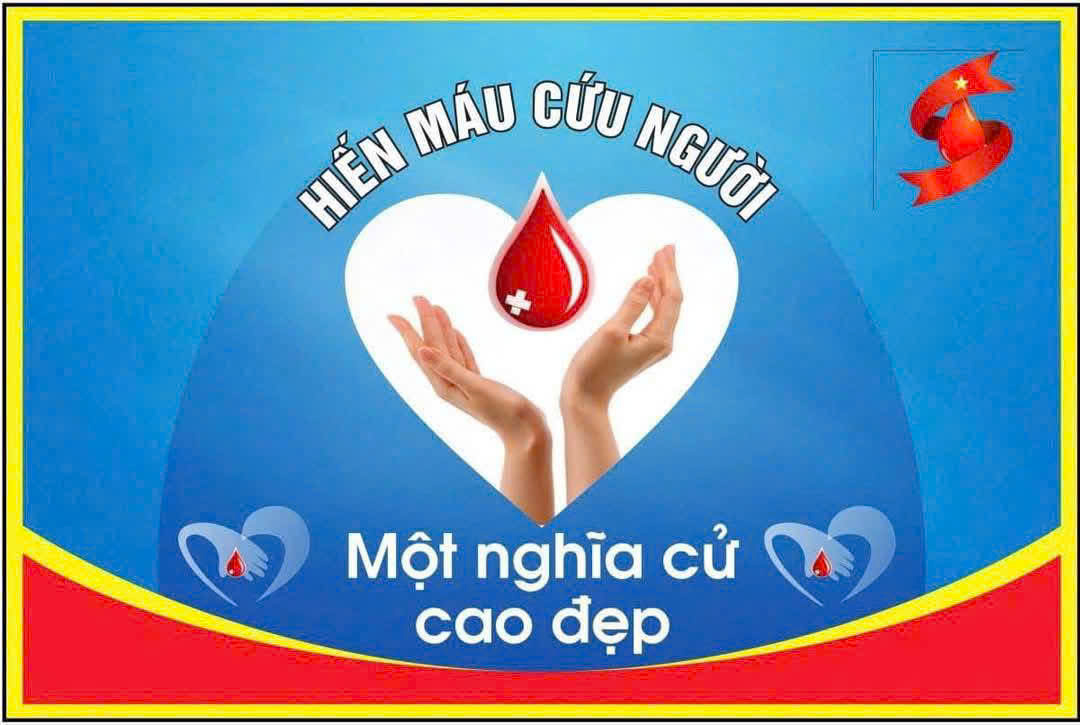 HIẾN MÁU CỨU NGƯỜI
Một nghĩa cử
cao đẹp